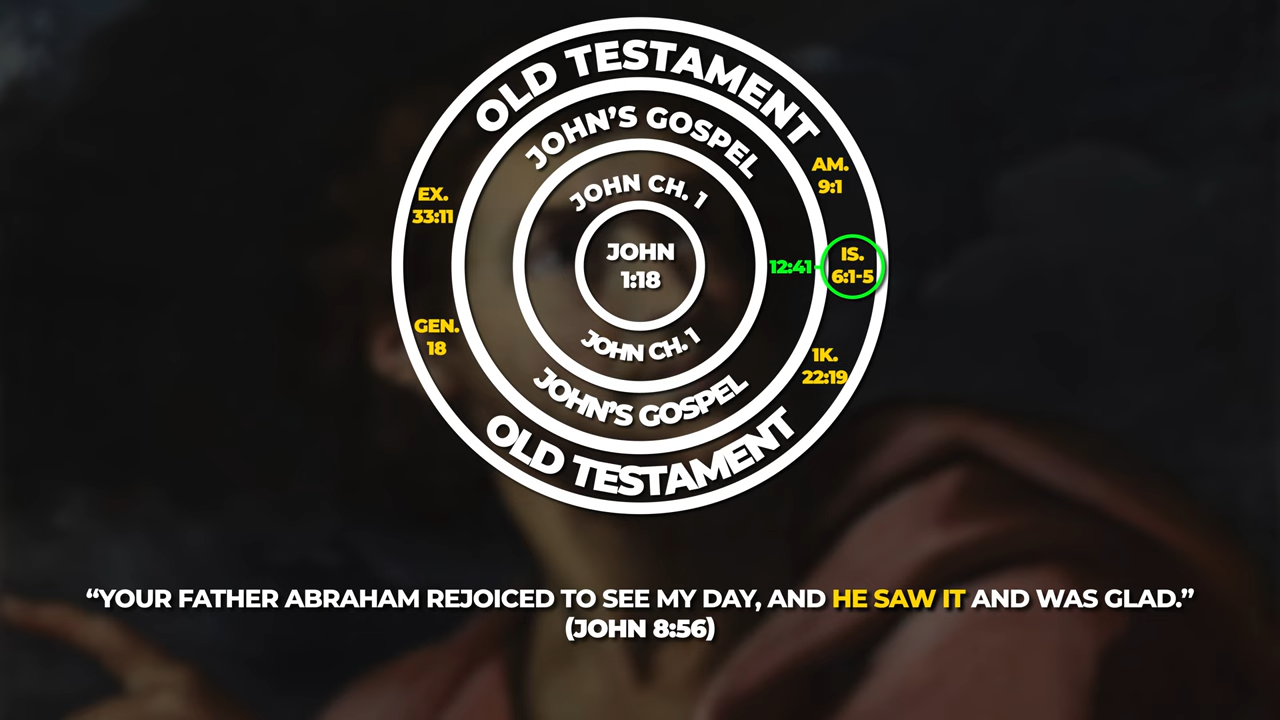 OLD TESTAMENT
JOHN'S GOSPEL
JOHN CH. 1
JOHN
1:18
JOHN CH. 1
JOHN'S GOSPEL
OLD TESTAMENT
EX.
33:11
GEN.
18
AM.
9:1
12:41
IS.
6:1-5
1K.
22:19
“YOUR FATHER ABRAHAM REJOICED TO SEE MY DAY, AND HE SAW IT AND WAS GLAD.”
(JOHN 8:56)